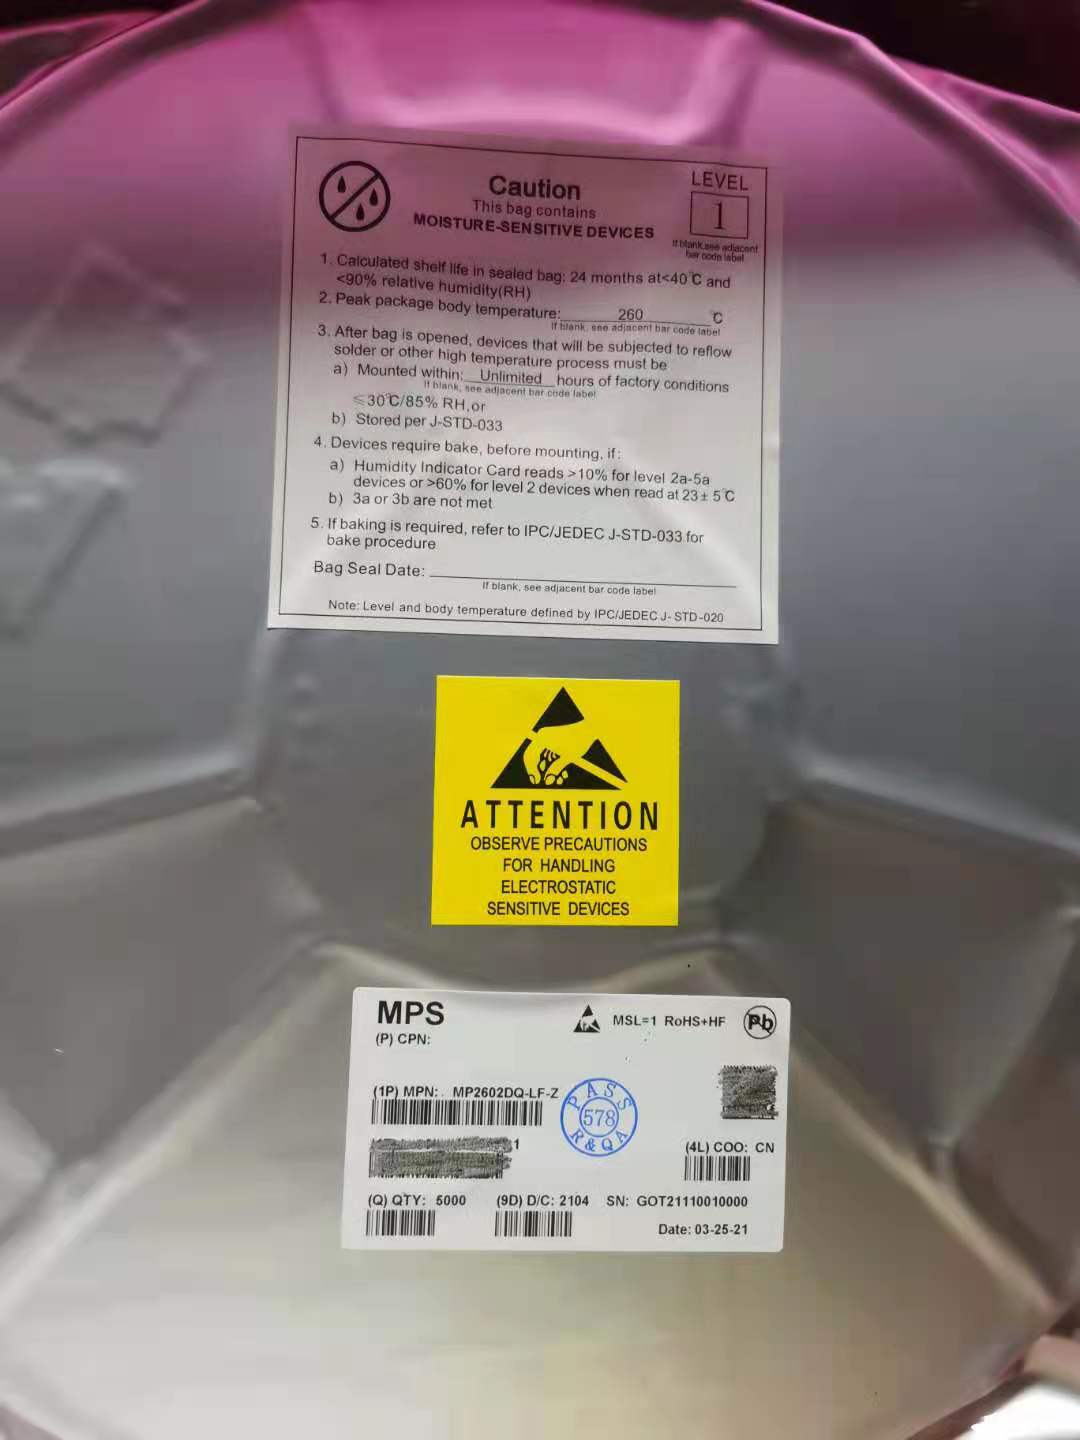 Caution
This bag contains
MOISTURE-SENSITIVE DEVICES
LEVEL
1
If blank,see adjacent
bar code label
1. Calculated shelf life in sealed bag: 24 months at<40℃ and
<90% relative humidity(RH)
2. Peak package body temperature: 260 ℃
If blank, see adjacent bar code label
3. After bag is opened, devices that will be subjected to reflow
solder or other high temperature process must be
a) Mounted within: Unlimited hours of factory conditions
If blank, see adjacent bar code label
≤30℃/85% RH,or
b) Stored per J-STD-033
4. Devices require bake, before mounting, if:
a) Humidity Indicator Card reads >10% for level 2a-5a
devices or >60% for level 2 devices when read at 23± 5℃
b) 3a or 3b are not met
5. If baking is required, refer to IPC/JEDEC J-STD-033 for
bake procedure
Bag Seal Date:
If blank, see adjacent bar code label
Note: Level and body temperature defined by IPC/JEDEC J-STD-020
ATTENTION
OBSERVE PRECAUTIONS
FOR HANDLING
ELECTROSTATIC
SENSITIVE DEVICES
MPS
MSL=1 RoHS+HF
Pb
(P) CPN:
(1P) MPN: MP2602DQ-LF-Z
PASS
578
R&QA
1
(4L) COO: CN
(Q) QTY: 5000
(9D) D/C: 2104
SN: GOT21110010000
Date: 03-25-21